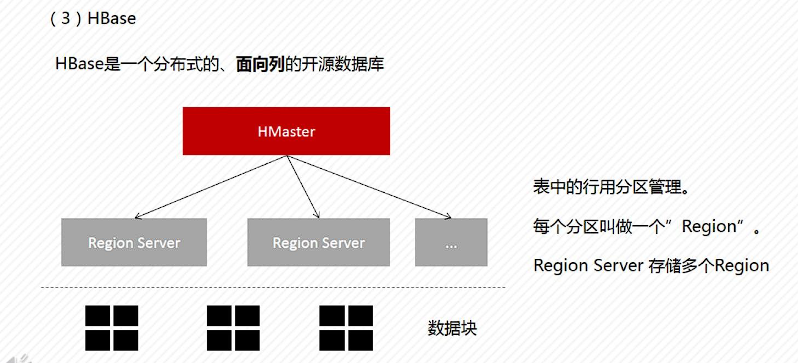 （3）HBase
HBase是一个分布式的、面向列的开源数据库
HMaster
表中的行用分区管理。
每个分区叫做一个”Region”。
Region Server
Region Server
...
Region Server 存储多个Region
数据块